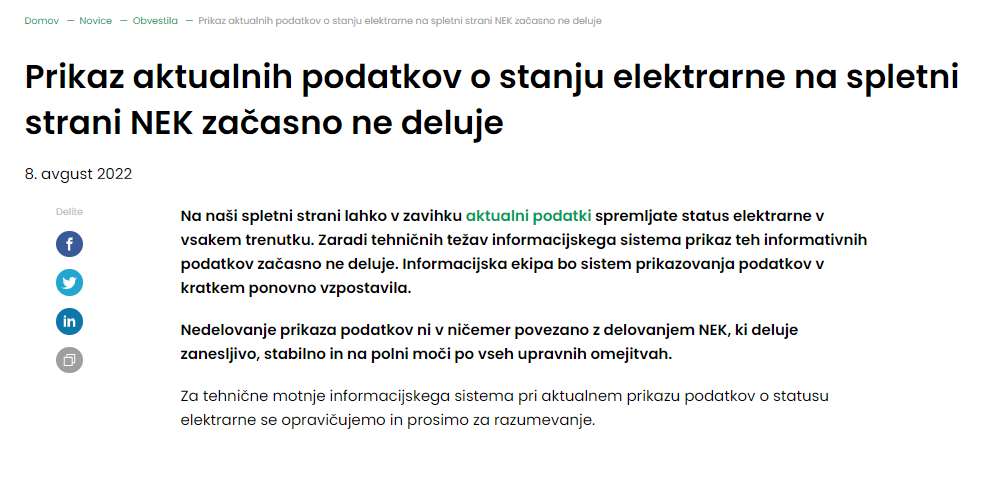 Domov — Novice — Obvestila — Prikaz aktualnih podatkov o stanju elektrarne na spletni strani NEK začasno ne deluje
Prikaz aktualnih podatkov o stanju elektrarne na spletni
strani NEK začasno ne deluje
8. avgust 2022
Delite
Na naši spletni strani lahko v zavihku aktualni podatki spremljate status elektrarne v
vsakem trenutku. Zaradi tehničnih težav informacijskega sistema prikaz teh informativnih
podatkov začasno ne deluje. Informacijska ekipa bo sistem prikazovanja podatkov v
kratkem ponovno vzpostavila.
Nedelovanje prikaza podatkov ni v ničemer povezano z delovanjem NEK, ki deluje
zanesljivo, stabilno in na polni moči po vseh upravnih omejitvah.
Za tehnične motnje informacijskega sistema pri aktualnem prikazu podatkov o statusu
elektrarne se opravičujemo in prosimo za razumevanje.